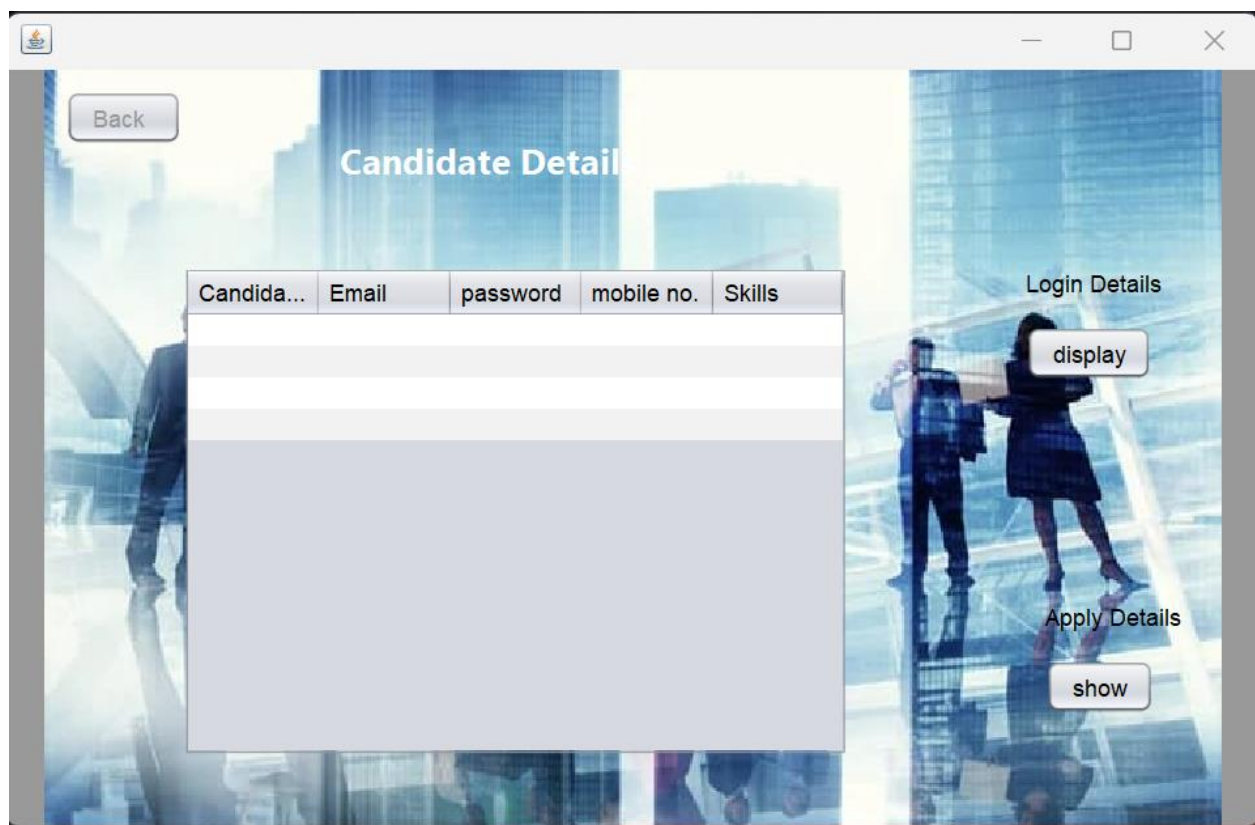 Back
Candidate Detail
Candida... Email password mobile no. Skills
Login Details
display
Apply Details
show